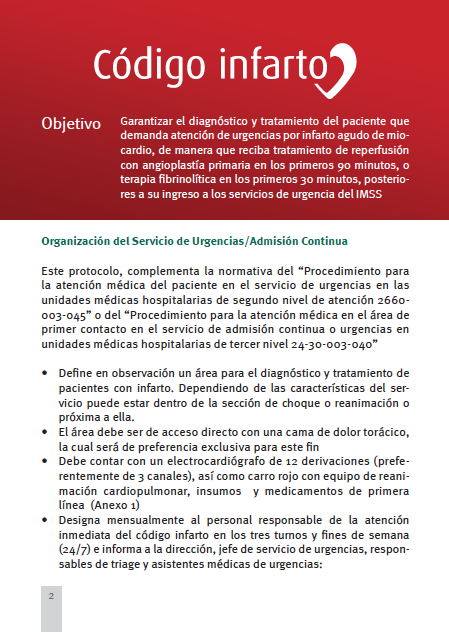 Código infarto
Objetivo
Garantizar el diagnóstico y tratamiento del paciente que
demanda atención de urgencias por infarto agudo de mio-
cardio, de manera que reciba tratamiento de reperfusión
con angioplastía primaria en los primeros 90 minutos, o
terapia fibrinolítica en los primeros 30 minutos, posterio-
res a su ingreso a los servicios de urgencia del IMSS
Organización del Servicio de Urgencias/Admisión Continua
Este protocolo, complementa la normativa del “Procedimiento para
la atención médica del paciente en el servicio de urgencias en las
unidades médicas hospitalarias de segundo nivel de atención 2660-
003-045” o del “Procedimiento para la atención médica en el área de
primer contacto en el servicio de admisión continua o urgencias en
unidades médicas hospitalarias de tercer nivel 24-30-003-040”
• Define en observación un área para el diagnóstico y tratamiento de
pacientes con infarto. Dependiendo de las características del ser-
vicio puede estar dentro de la sección de choque o reanimación o
próxima a ella.
• El área debe ser de acceso directo con una cama de dolor torácico,
la cual será de preferencia exclusiva para este fin
• Debe contar con un electrocardiógrafo de 12 derivaciones (prefe-
rentemente de 3 canales), así como carro rojo con equipo de reani-
mación cardiopulmonar, insumos y medicamentos de primera
línea (Anexo 1)
• Designa mensualmente al personal responsable de la atención
inmediata del código infarto en los tres turnos y fines de semana
(24/7) e informa a la dirección, jefe de servicio de urgencias, respon-
sables de triage y asistentes médicas de urgencias:
2